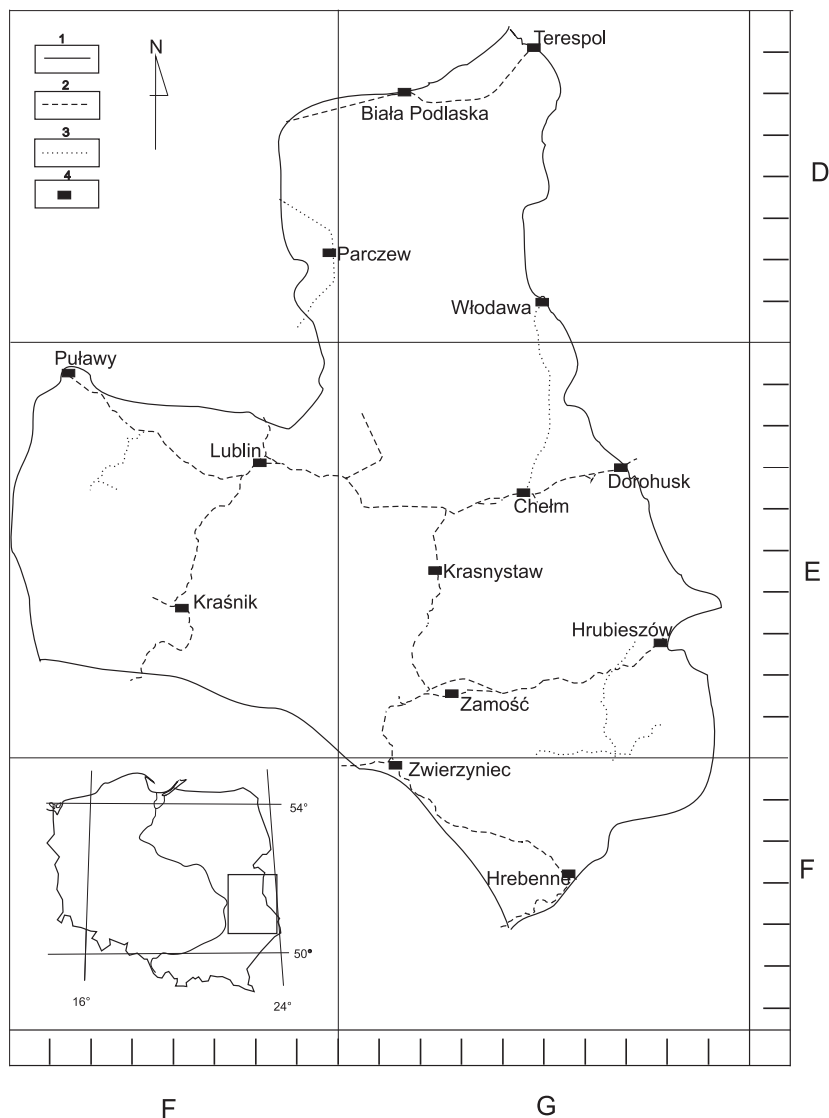 1
2
3
4
N
Terespol
Biała Podlaska
D
Parczew
Włodawa
Puławy
Lublin
Dorohusk
Chełm
Krasnystaw
E
Kraśnik
Hrubieszów
Zamość
Zwierzyniec
54°
Hrebenne
F
50°
16°
24°
F
G